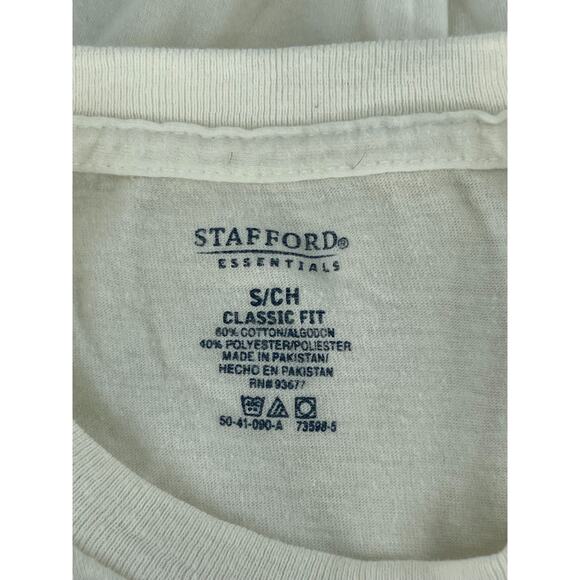 STAFFORD®
ESSENTIALS
S/CH
CLASSIC FIT
60% COTTON/ALGODON
40% POLYESTER/POLIESTER
MADE IN PAKISTAN/
HECHO EN PAKISTAN
RN# 93677
50-41-090-A 73598-5